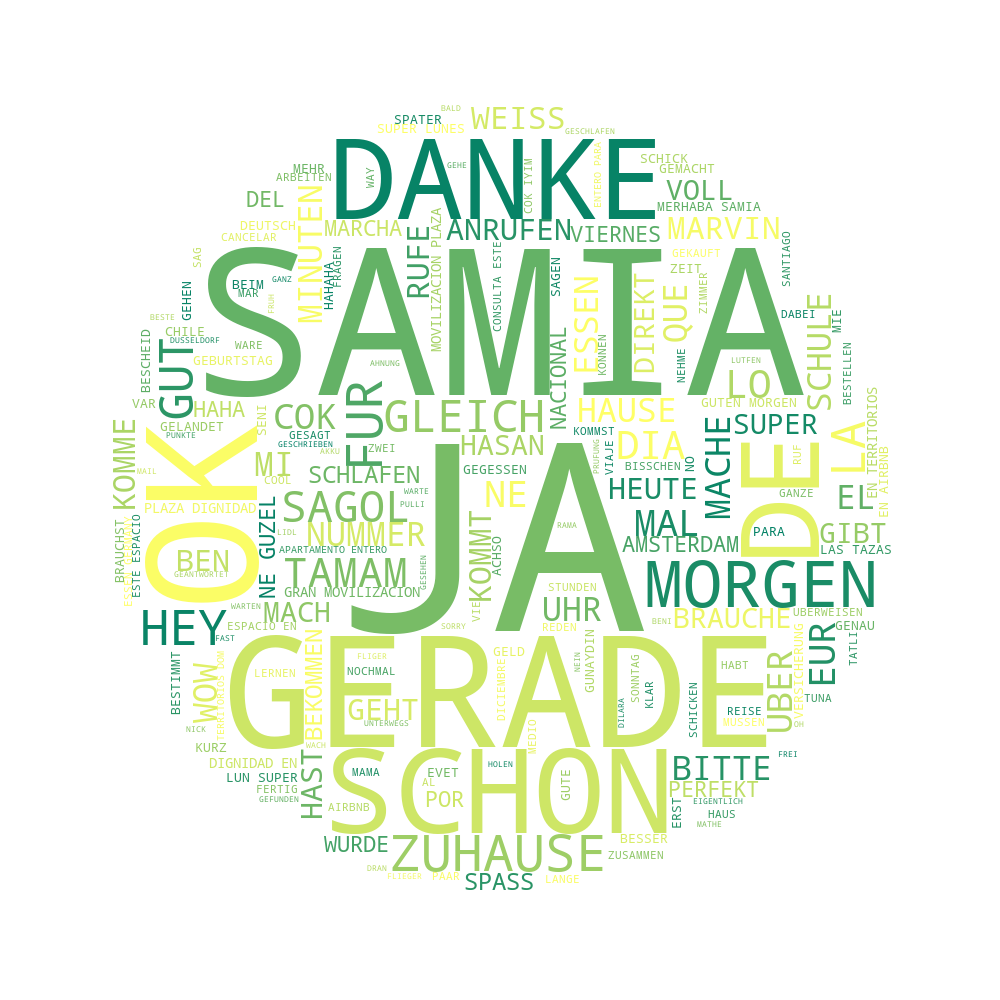 BALD
SPATER
WEISS
SUPER LUNES
GESCHLAFEN
DANKE
GEHE
WAY
COK IYIM
ENTERO PARA
SCHICK
GEMACHT
MEHR
ARBEITEN
VOLL
MERHABA SAMIA
DEL
MINUTEN
DEUTSCH
CANCELAR
MARCHA
RUFE
MOVILIZACION PLAZA
ANRUFEN
VIERNES
MARVIN
SANTIAGO
SAG
HAHAHA
FRAGEN
CONSULTA ESTE
SAGEN
GEKAUFT
ZEIT
ZIMMER
SAMIA
GEHEN
BEIM
MAR
GANZ
FRUH
ESSEN
DIREKT
QUE
DABEI
MIE
BESTE
CHILE
DUSSELDORF
WARE
GEBURTSTAG
BESCHEID
GUT
AHNUNG
NACIONAL
KONNEN
NEHME
LUTFEN
SCHULE
BESTELLEN
LO
VAR
HAHA
GELANDET
SENI
COK
FUR
GLEICH
HAUSE
GUTEN MORGEN
KOMME
PUNKTE
GESAGT
GESCHRIEBEN
AKKU
ZWEI
HASAN
KOMMST
DIA
SUPER
MACHE
NO
LA
EN TERRITORIOS
EN AIRBNB
OK
MI
COOL
SCHLAFEN
GEGESSEN
VIAJE
PRUFUNG
BISSCHEN
RUF
DE
MAIL
JA
NE
HEUTE
GANZE
EL
PLAZA DIGNIDAD
SAGOL
WARTE
PULLI
LIDL
NUMMER
NE GUZEL
KOMMT
ACHSO
RAMA
MAL
PARA
GIBT
BRAUCHST
ESTE ESPACIO
BEN
GEANTWORTET
APARTAMENTO ENTERO
AMSTERDAM
LAS TAZAS
TAMAM
GESEHEN
GRAN MOVILIZACION
STUNDEN
MORGEN
WARTEN
MACH
VIE
UHR
BENI
BRAUCHE
UBERWEISEN
HEY
FAST
ESPACIO EN
SORRY
REDEN
GENAU
EUR
TATLI
BESTIMMT
WOW
TERRITORIOS DOM
GERADE
BEKOMMEN
LERNEN
NOCHMAL
FLIGER
GELD
DICIEMBRE
NEIN
GUNAYDIN
SONNTAG
KLAR
HABT
UBER
VERSICHERUNG
TUNA
GEHT
UNTERWEGS
DILARA
SCHICKEN
REISE
MUSSEN
OH
NICK
KURZ
WACH
MEDIO
SCHON
DIGNIDAD EN
LUN SUPER
FERTIG
GEFUNDEN
HAST
MAMA
EVET
AL
HOLEN
GUTE
BITTE
FREI
PERFEKT
EIGENTLICH
AIRBNB
POR
ERST
HAUS
MATHE
WURDE
ZUHAUSE
BESSER
ZUSAMMEN
DRAN
FLIEGER
PAAR
SPASS
LANGE